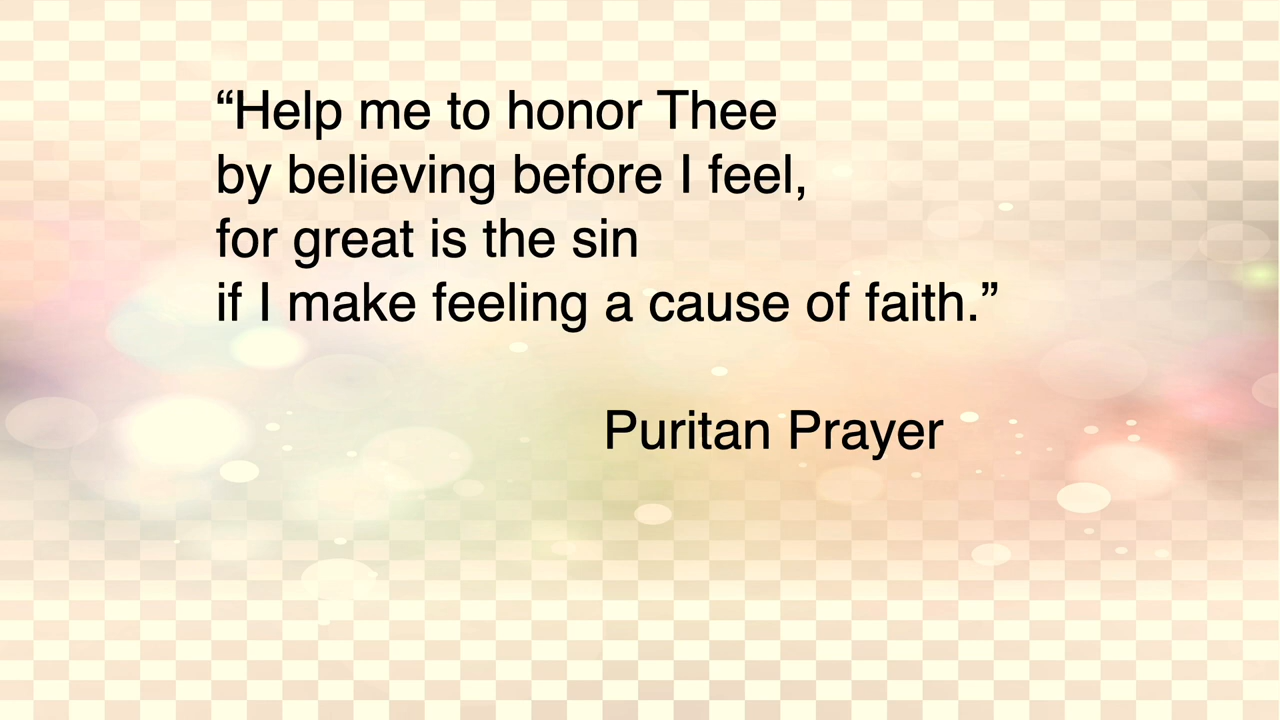 “Help me to honor Thee
by believing before I feel,
for great is the sin
if I make feeling a cause of faith.”
Puritan Prayer